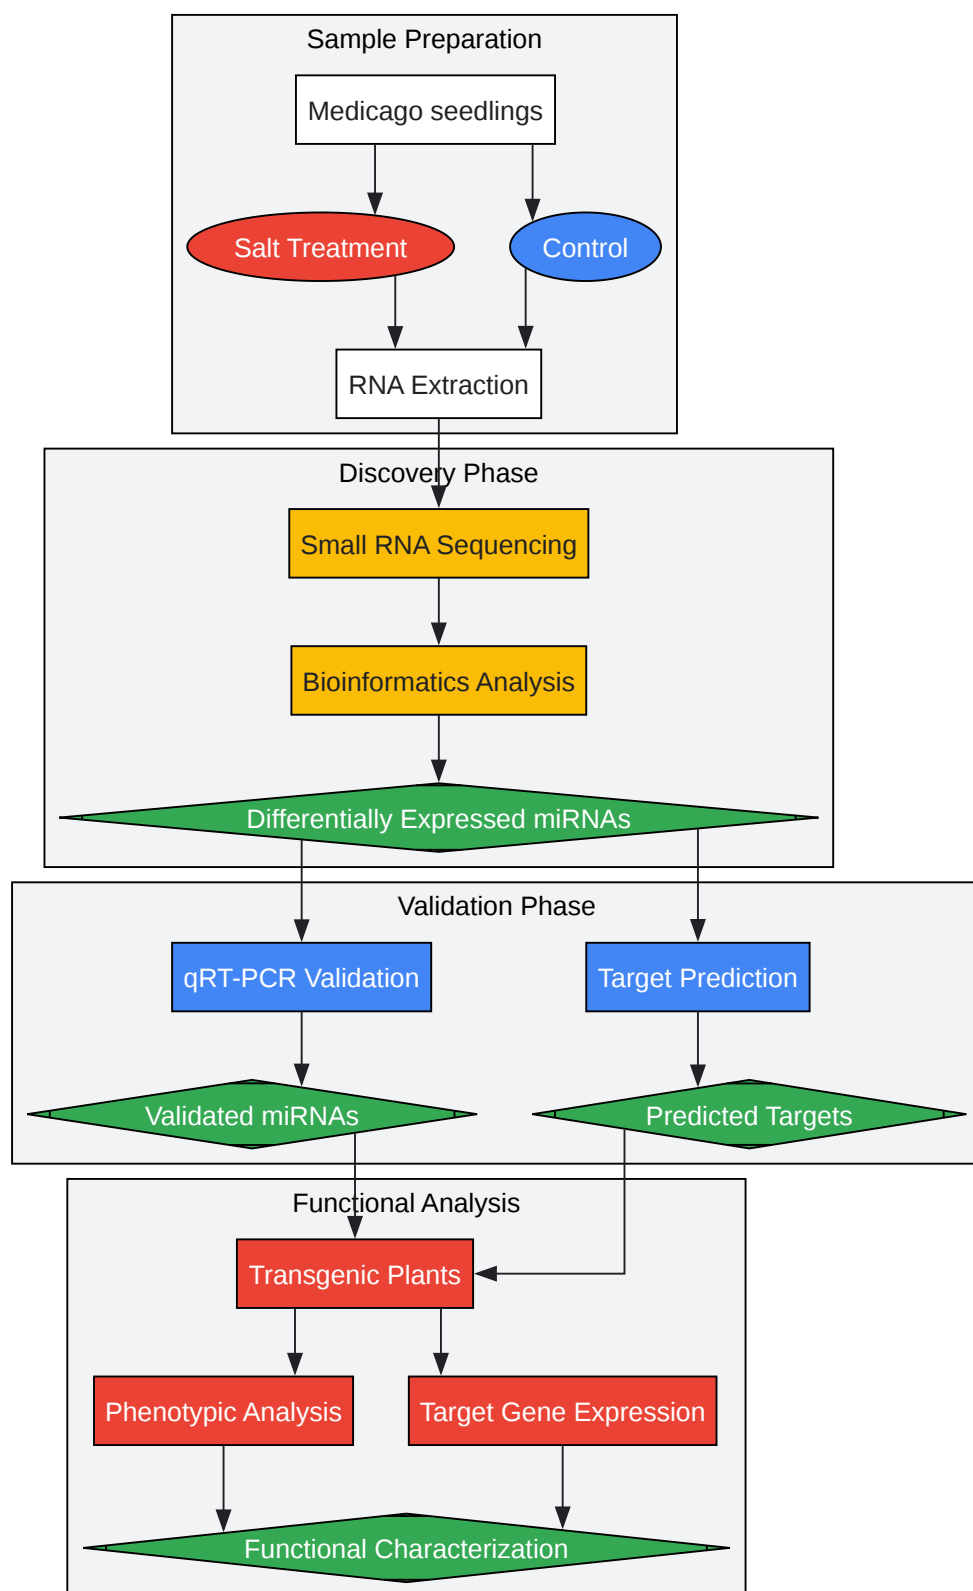 Sample Preparation
Medicago seedlings
Salt Treatment
Control
RNA Extraction
Discovery Phase
Small RNA Sequencing
Bioinformatics Analysis
Differentially Expressed miRNAs
Validation Phase
qRT-PCR Validation
Target Prediction
Validated miRNAs
Predicted Targets
Functional Analysis
Transgenic Plants
Phenotypic Analysis
Target Gene Expression
Functional Characterization